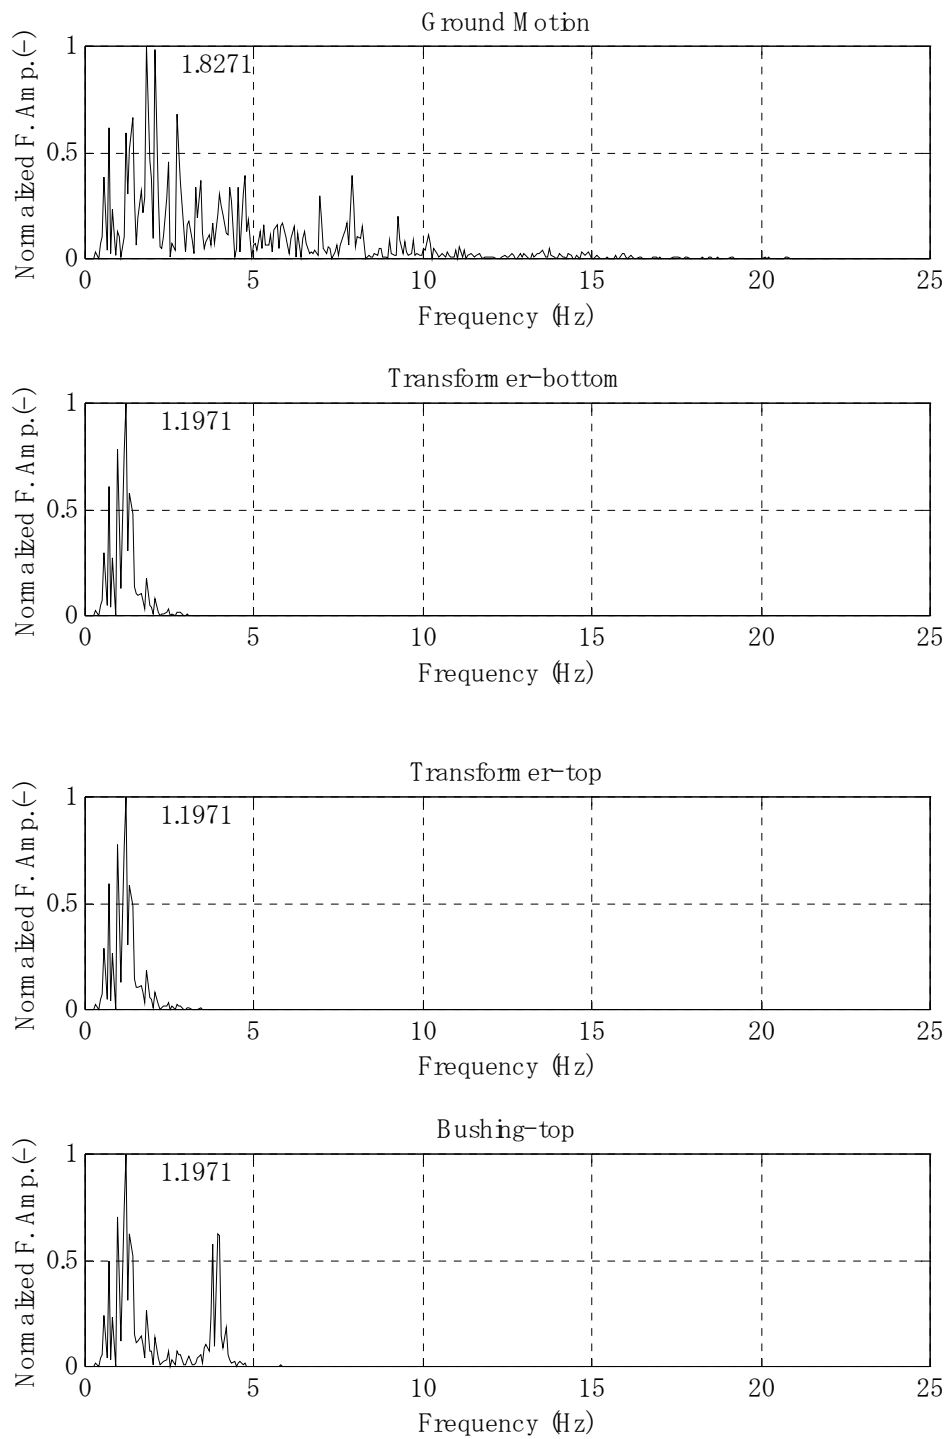 Ground Motion
1.8271
Normalized F. Amp.(-)
1
0.5
0
0 5 10 15 20 25
Frequency (Hz)
Transformer-bottom
1.1971
Normalized F. Amp.(-)
1
0.5
0
0 5 10 15 20 25
Frequency (Hz)
Transformer-top
1.1971
Normalized F. Amp.(-)
1
0.5
0
0 5 10 15 20 25
Frequency (Hz)
Bushing-top
1.1971
Normalized F. Amp.(-)
1
0.5
0
0 5 10 15 20 25
Frequency (Hz)